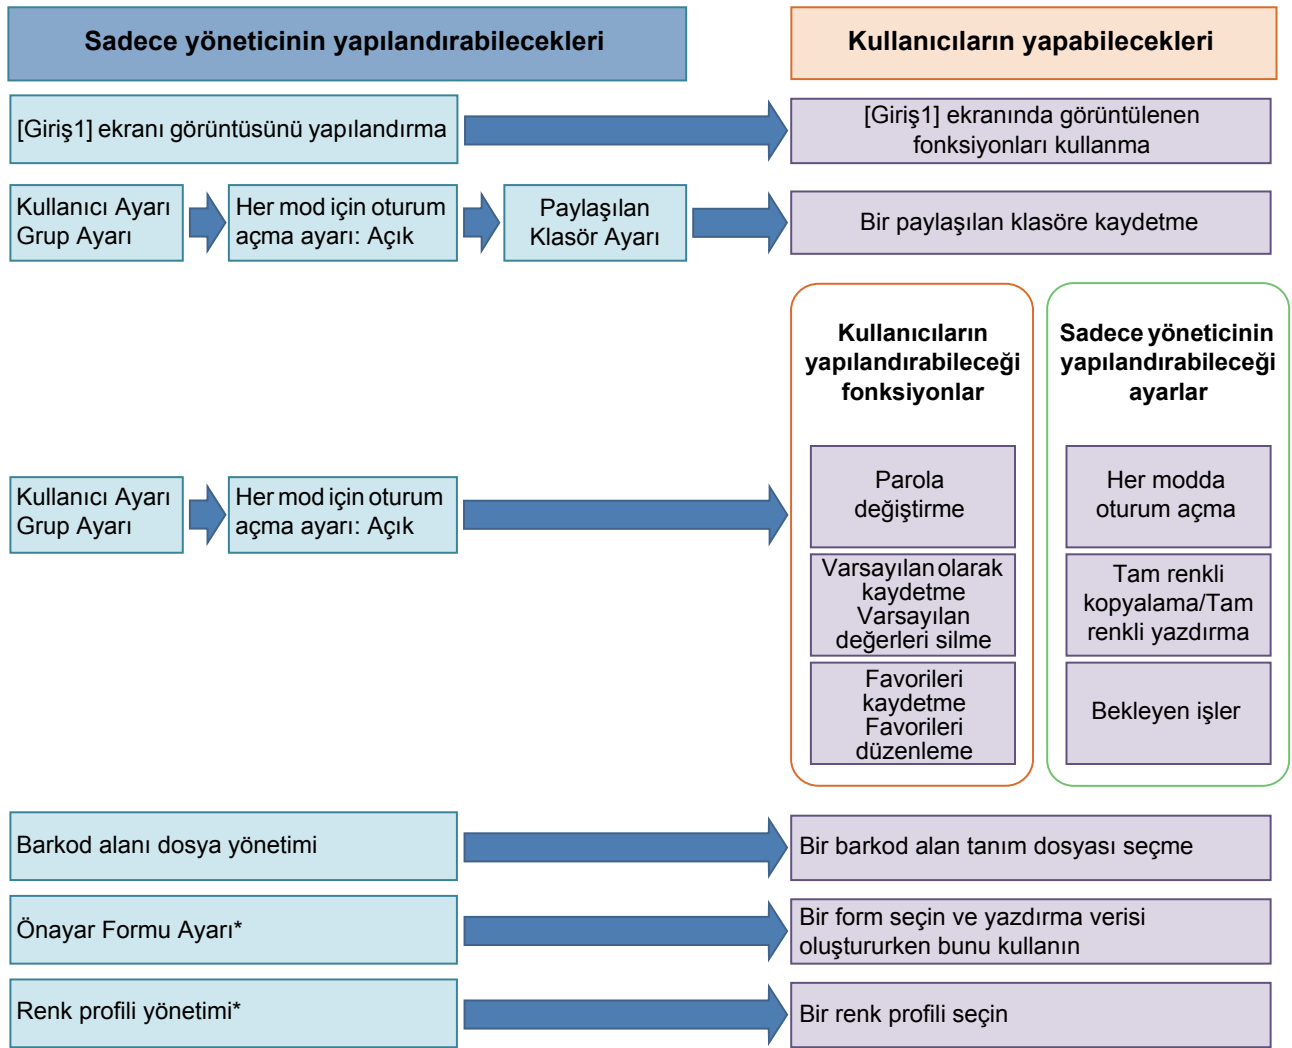 Sadece yöneticinin yapılandırabilecekleri
Kullanıcıların yapabilecekleri
[Giriş1] ekranı görüntüsünü yapılandırma
[Giriş1] ekranında görüntülenen
fonksiyonları kullanma
Kullanıcı Ayarı
Grup Ayarı
Her mod için oturum
açma ayarı: Açık
Paylaşılan
Klasör Ayarı
Bir paylaşılan klasöre kaydetme
Kullanıcıların
yapılandırabileceği
fonksiyonlar
Sadece yöneticinin
yapılandırabileceği
ayarlar
Kullanıcı Ayarı
Grup Ayarı
Her mod için oturum
açma ayarı: Açık
Parola
değiştirme
Her modda
oturum açma
Varsayılan olarak
kaydetme
Varsayılan
değerleri silme
Tam renkli
kopyalama/Tam
renkli yazdırma
Favorileri
kaydetme
Favorileri
düzenleme
Bekleyen işler
Barkod alanı dosya yönetimi
Bir barkod alan tanım dosyası seçme
Önayar Formu Ayarı*
Bir form seçin ve yazdırma verisi
oluştururken bunu kullanın
Renk profili yönetimi*
Bir renk profili seçin